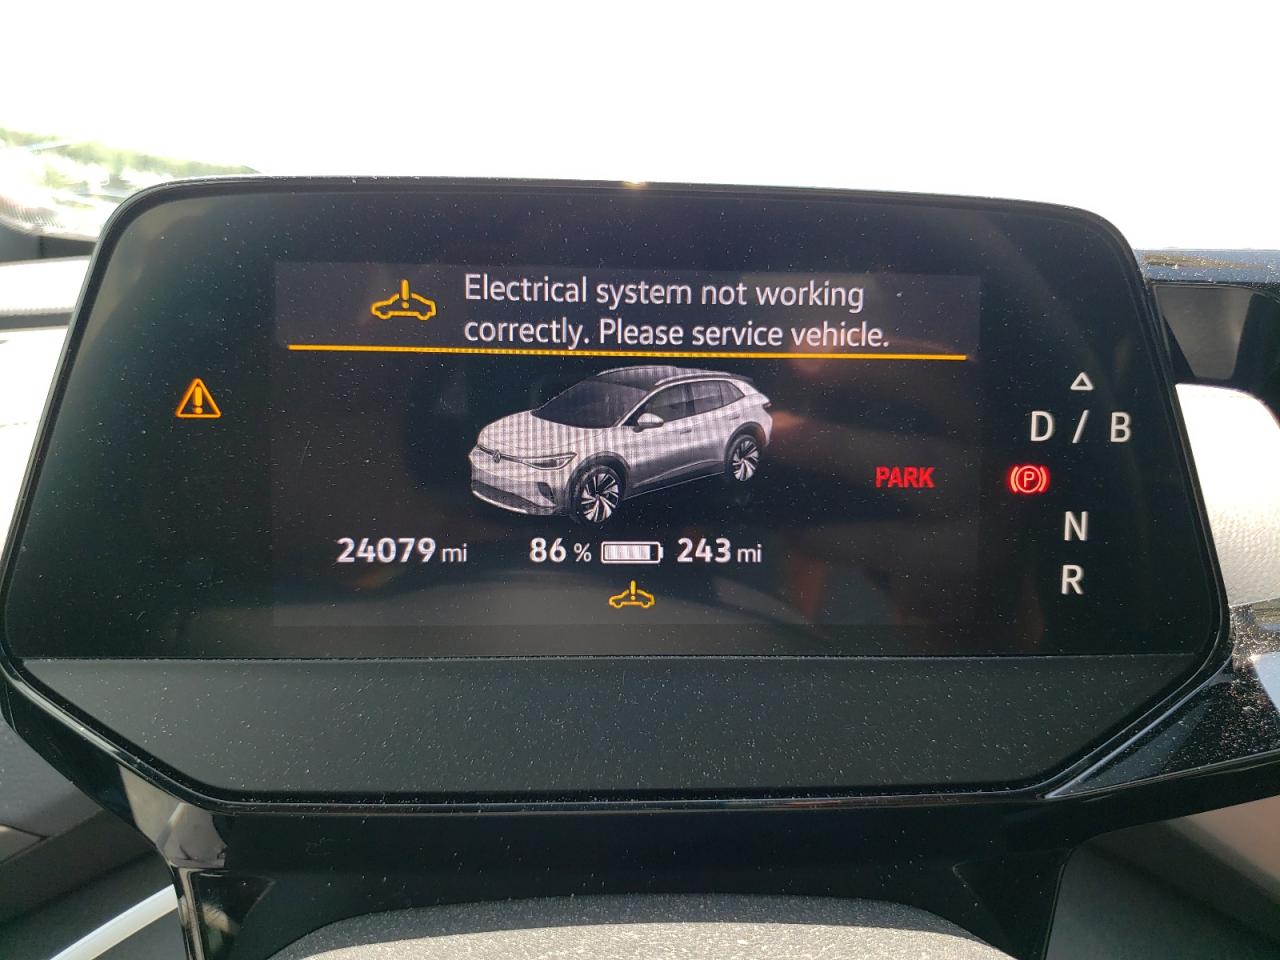 Electrical system not working
correctly. Please service vehicle.
D / B
PARK
P
N
24079 mi 86 % 243 mi
R